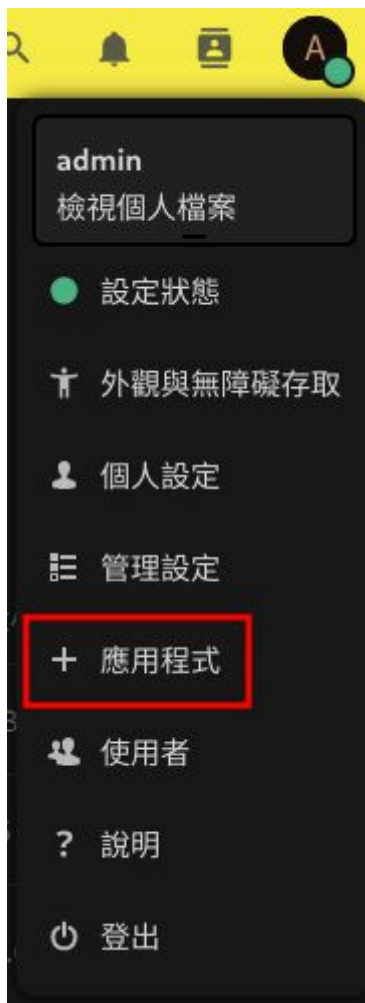 A
admin
檢視個人檔案
設定狀態
外觀與無障礙存取
個人設定
管理設定
應用程式
使用者
? 說明
登出